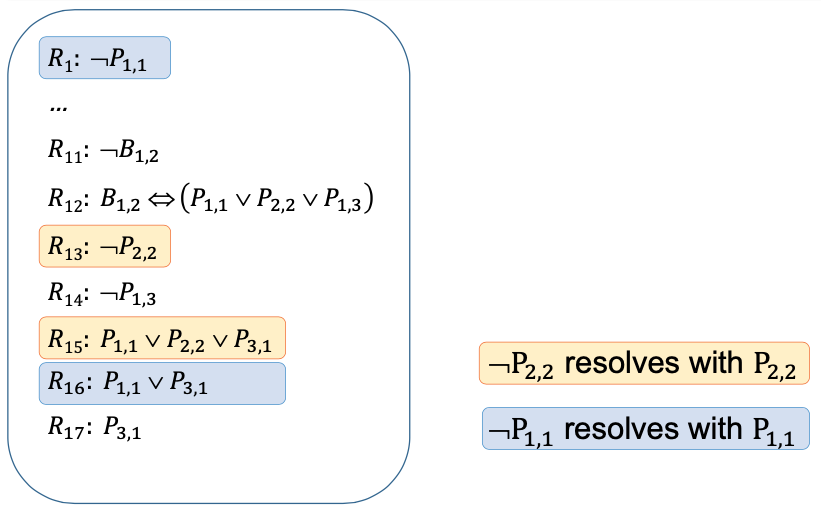 R₁: ¬P₁,₁
...
R₁₁: ¬B₁,₂
R₁₂: B₁,₂ ⇔ (P₁,₁ ∨ P₂,₂ ∨ P₁,₃)
R₁₃: ¬P₂,₂
R₁₄: ¬P₁,₃
R₁₅: P₁,₁ ∨ P₂,₂ ∨ P₃,₁
R₁₆: P₁,₁ ∨ P₃,₁
R₁₇: P₃,₁
¬P₂,₂ resolves with P₂,₂
¬P₁,₁ resolves with P₁,₁